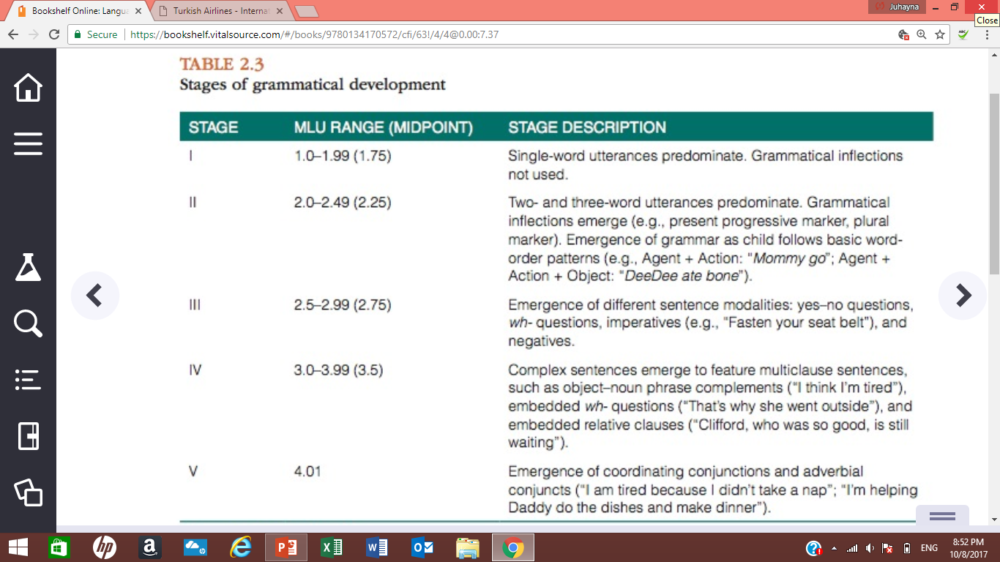 Bookshelf Online: Langua
Turkish Airlines - Interna
Juhayna
Close
Secure
https://bookshelf.vitalsource.com/#/books/9780134170572/cfi/63!/4/4@0.00:7.37
ABC
TABLE 2.3
Stages of grammatical development
STAGE MLU RANGE (MIDPOINT) STAGE DESCRIPTION
I 1.0–1.99 (1.75) Single-word utterances predominate. Grammatical inflections
not used.
II 2.0–2.49 (2.25) Two- and three-word utterances predominate. Grammatical
inflections emerge (e.g., present progressive marker, plural
marker). Emergence of grammar as child follows basic word-
order patterns (e.g., Agent + Action: “Mommy go”; Agent +
Action + Object: “DeeDee ate bone”).
III 2.5–2.99 (2.75) Emergence of different sentence modalities: yes–no questions,
wh- questions, imperatives (e.g., “Fasten your seat belt”), and
negatives.
IV 3.0–3.99 (3.5) Complex sentences emerge to feature multiclause sentences,
such as object–noun phrase complements (“I think I’m tired”),
embedded wh- questions (“That’s why she went outside”), and
embedded relative clauses (“Clifford, who was so good, is still
waiting”).
V 4.01 Emergence of coordinating conjunctions and adverbial
conjuncts (“I am tired because I didn’t take a nap”; “I’m helping
Daddy do the dishes and make dinner”).
ENG
8:52 PM
10/8/2017